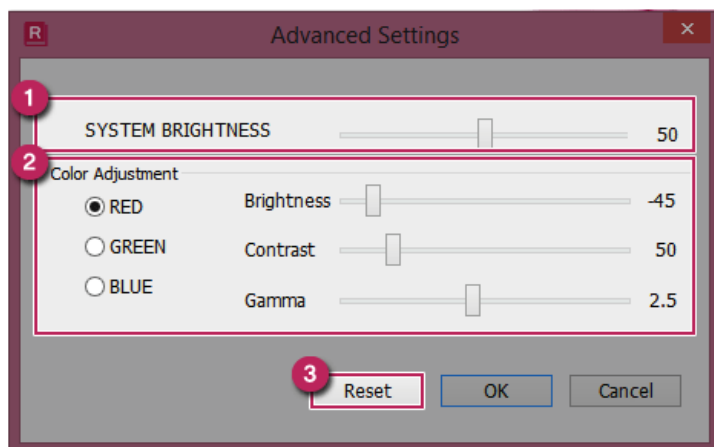 R Advanced Settings ×
1
SYSTEM BRIGHTNESS 50
2
Color Adjustment
RED Brightness -45
GREEN Contrast 50
BLUE Gamma 2.5
3
Reset OK Cancel